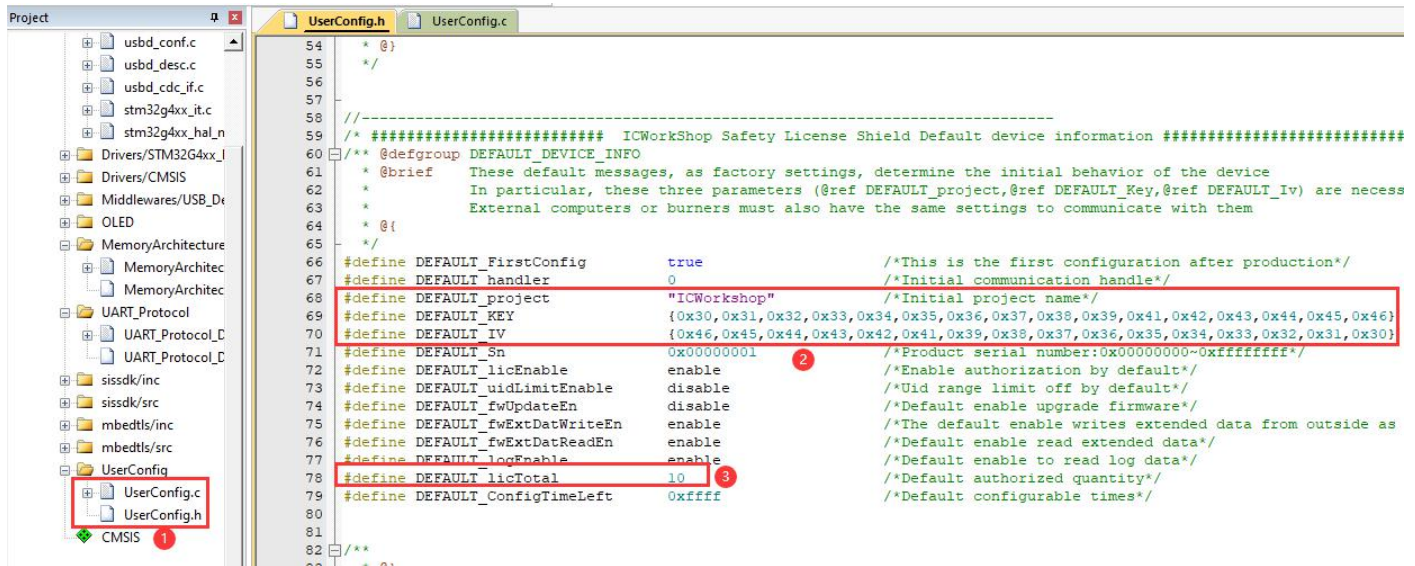 Project
usbd_conf.c
usbd_desc.c
usbd_cdc_if.c
stm32g4xx_it.c
stm32g4xx_hal_n
Drivers/STM32G4xx_
Drivers/CMSIS
Middlewares/USB_De
OLED
MemoryArchitecture
MemoryArchitec
MemoryArchitec
UART_Protocol
UART_Protocol_D
UART_Protocol_D
sissdk/inc
sissdk/src
mbedtls/inc
mbedtls/src
UserConfig
UserConfig.c
UserConfig.h
CMSIS
1
UserConfig.h UserConfig.c
54 * @}
55 */
56
57
58 //-----------------------------------------------------------------------------
59 /* ########################## ICWorkShop Safety License Shield Default device information ###########################
60 /** @defgroup DEFAULT_DEVICE_INFO
61 * @brief These default messages, as factory settings, determine the initial behavior of the device
62 * In particular, these three parameters (@ref DEFAULT_project,@ref DEFAULT_Key,@ref DEFAULT_Iv) are necess
63 * External computers or burners must also have the same settings to communicate with them
64 * @{
65 */
66 #define DEFAULT_FirstConfig true /*This is the first configuration after production*/
67 #define DEFAULT_handler 0 /*Initial communication handle*/
68 #define DEFAULT_project "ICWorkshop" /*Initial project name*/
69 #define DEFAULT_KEY {0x30,0x31,0x32,0x33,0x34,0x35,0x36,0x37,0x38,0x39,0x41,0x42,0x43,0x44,0x45,0x46}
70 #define DEFAULT_IV {0x46,0x45,0x44,0x43,0x42,0x41,0x39,0x38,0x37,0x36,0x35,0x34,0x33,0x32,0x31,0x30}
71 #define DEFAULT_Sn 0x00000001 /*Product serial number:0x00000000~0xffffffff*/
2
72 #define DEFAULT_licEnable enable /*Enable authorization by default*/
73 #define DEFAULT_uidLimitEnable disable /*Uid range limit off by default*/
74 #define DEFAULT_fwUpdateEn disable /*Default enable upgrade firmware*/
75 #define DEFAULT_fwExtDatWriteEn enable /*The default enable writes extended data from outside as
76 #define DEFAULT_fwExtDatReadEn enable /*Default enable read extended data*/
77 #define DEFAULT_logEnable enable /*Default enable to read log data*/
78 #define DEFAULT_licTotal 10 /*Default authorized quantity*/
3
79 #define DEFAULT_ConfigTimeLeft 0xffff /*Default configurable times*/
80
81
82 /**